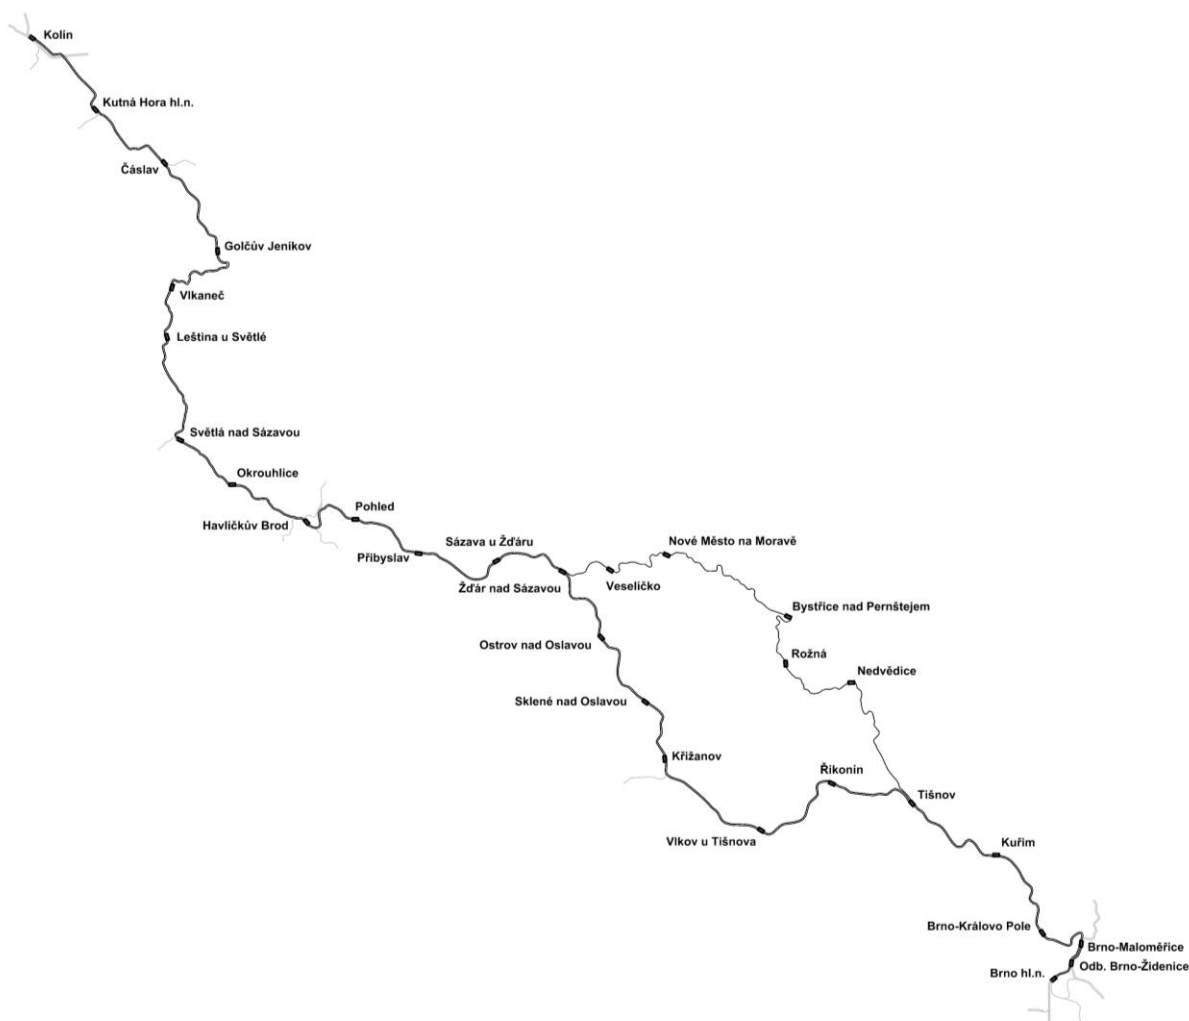 Kolín
Kutná Hora hl.n.
Čáslav
Golčův Jeníkov
Vlkaneč
Leština u Světlé
Světlá nad Sázavou
Okrouhlice
Havlíčkův Brod
Pohled
Přibyslav
Sázava u Žďáru
Žďár nad Sázavou
Veselíčko
Nové Město na Moravě
Bystřice nad Pernštejem
Rožná
Nedvědice
Ostrov nad Oslavou
Sklené nad Oslavou
Křižanov
Vlkov u Tišnova
Řikonín
Tišnov
Kuřim
Brno-Královo Pole
Brno-Maloměřice
Odb. Brno-Židenice
Brno hl.n.